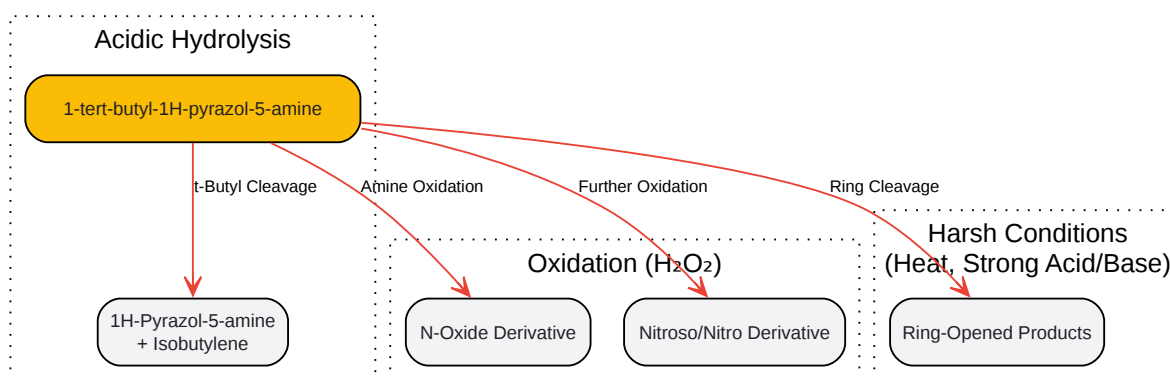 Acidic Hydrolysis
1-tert-butyl-1H-pyrazol-5-amine
t-Butyl Cleavage
Amine Oxidation
Further Oxidation
Ring Cleavage
Harsh Conditions
(Heat, Strong Acid/Base)
Oxidation (H₂O₂)
1H-Pyrazol-5-amine
+ Isobutylene
N-Oxide Derivative
Nitroso/Nitro Derivative
Ring-Opened Products